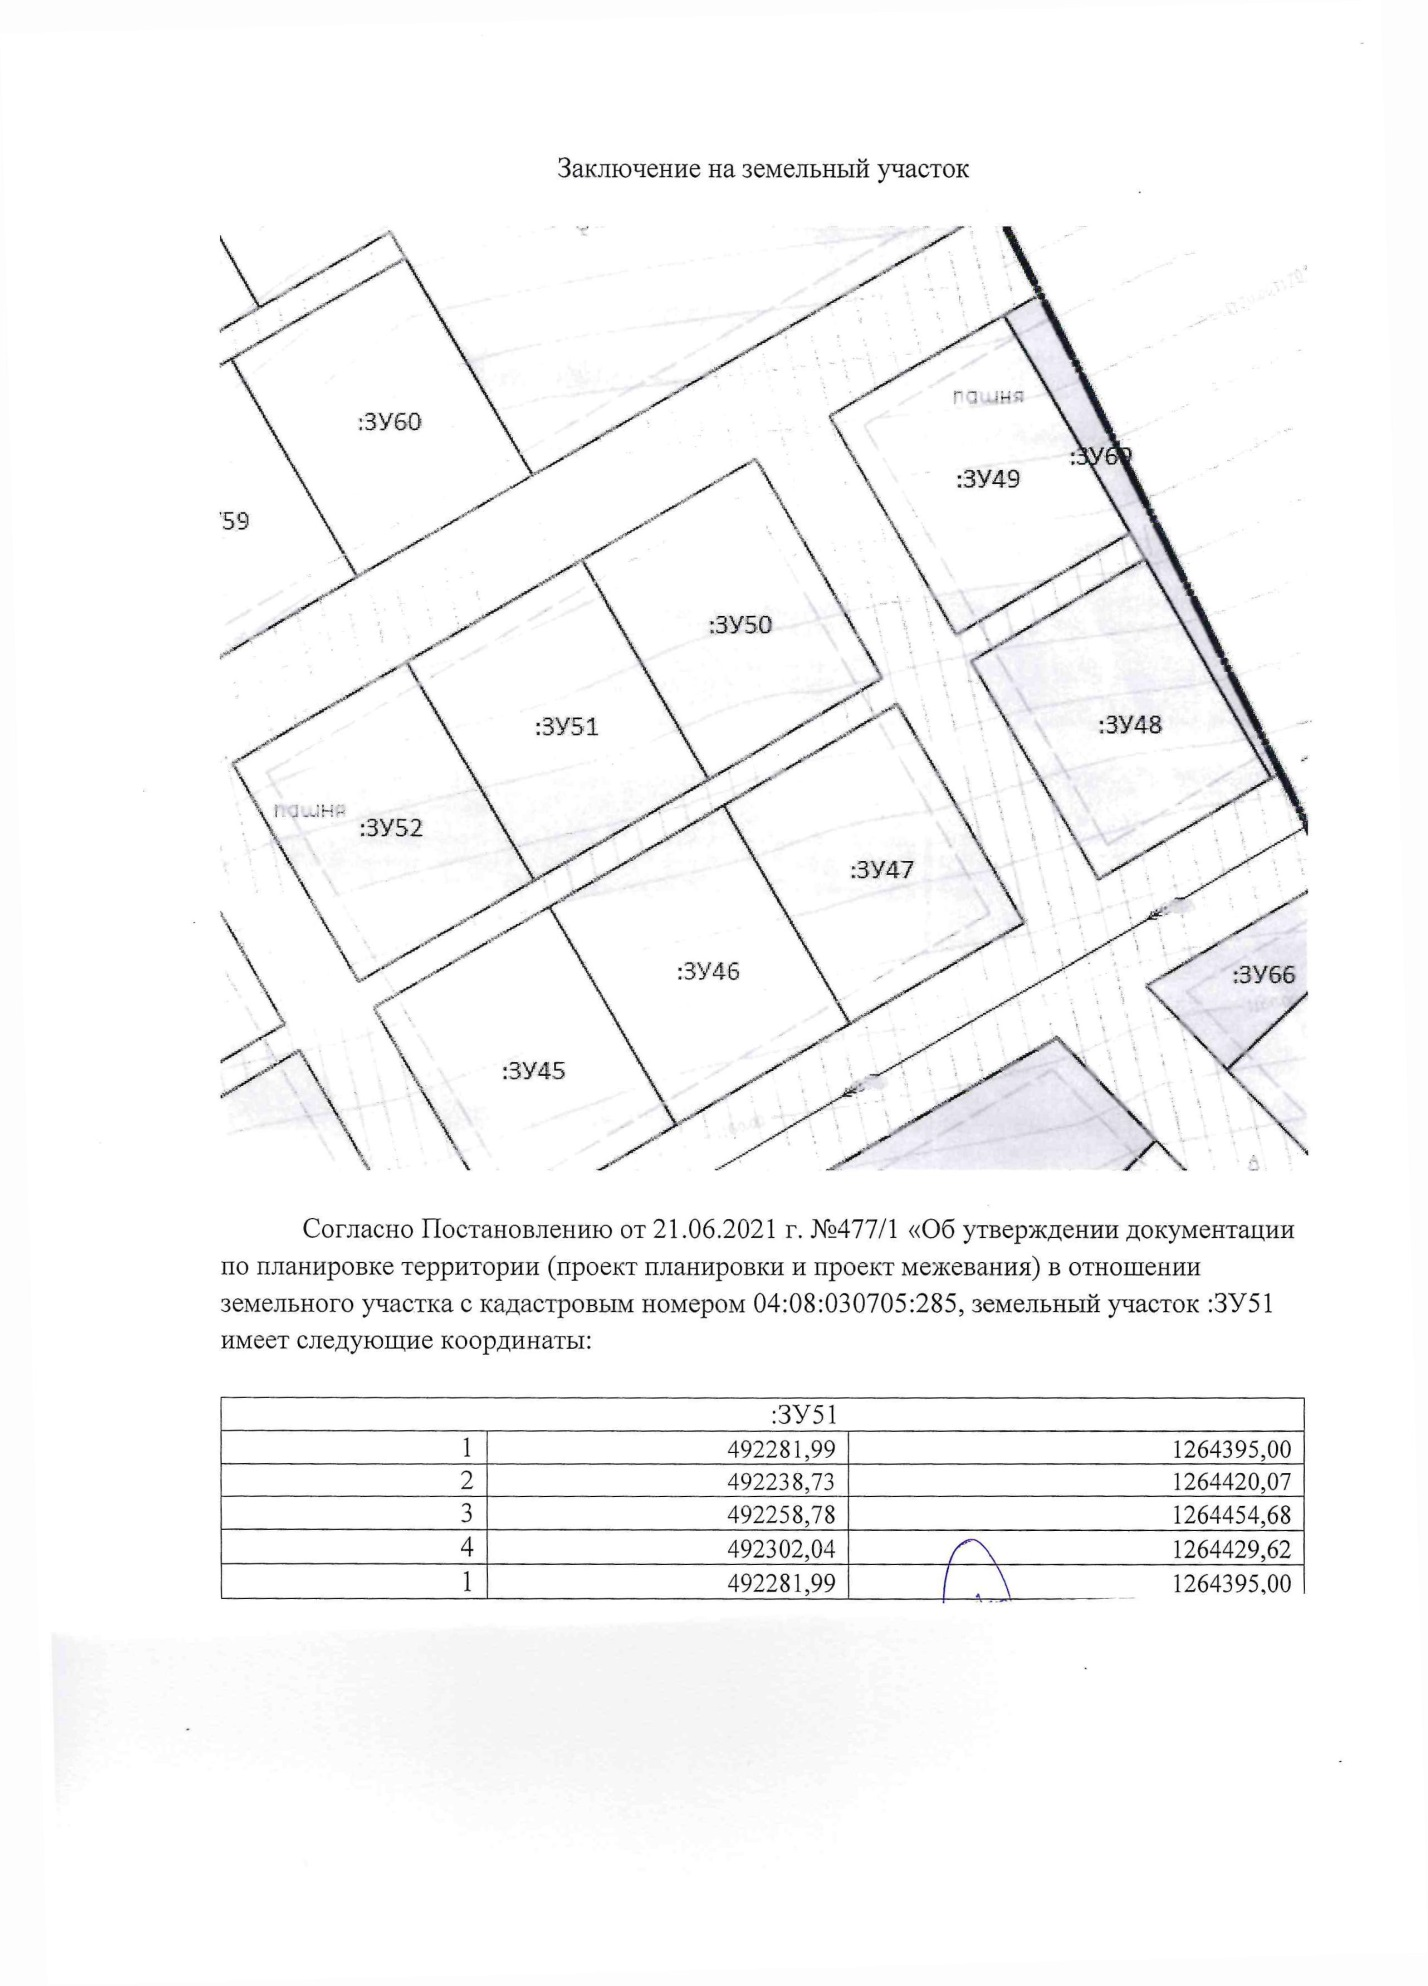 Заключение на земельный участок
:ЗУ60
пашня
:ЗУ69
:ЗУ49
'59
:ЗУ50
:ЗУ51
:ЗУ48
пашня
:ЗУ52
:ЗУ47
:ЗУ46
:ЗУ66
:ЗУ45
Согласно Постановлению от 21.06.2021 г. №477/1 «Об утверждении документации
по планировке территории (проект планировки и проект межевания) в отношении
земельного участка с кадастровым номером 04:08:030705:285, земельный участок :ЗУ51
имеет следующие координаты:
:ЗУ51
1 492281,99 1264395,00
2 492238,73 1264420,07
3 492258,78 1264454,68
4 492302,04 1264429,62
1 492281,99 1264395,00